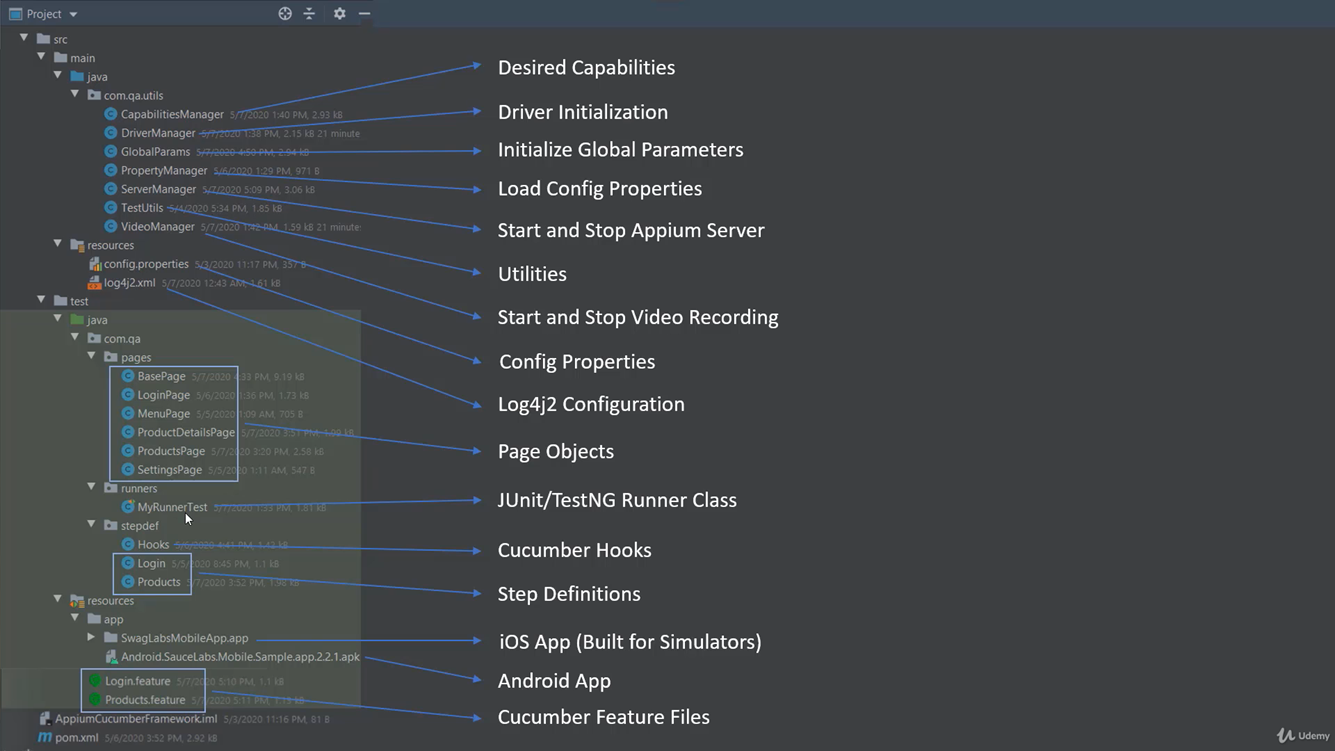 Project
src
main
java
com.qa.utils
CapabilitiesManager 5/7/2020 1:40 PM, 2.93 kB
DriverManager 5/7/2020 1:38 PM, 2.15 kB 21 minute
GlobalParams 5/7/2020 4:50 PM, 2.94 kB
PropertyManager 5/6/2020 1:29 PM, 971 B
ServerManager 5/7/2020 5:09 PM, 3.06 kB
TestUtils 5/4/2020 5:34 PM, 1.85 kB
VideoManager 5/7/2020 1:42 PM, 1.59 kB 21 minute
resources
config.properties 5/3/2020 11:17 PM, 357 B
log4j2.xml 5/7/2020 12:43 AM, 1.61 kB
test
java
com.qa
pages
BasePage 5/7/2020 4:33 PM, 9.19 kB
LoginPage 5/6/2020 1:36 PM, 1.73 kB
MenuPage 5/5/2020 1:09 AM, 705 B
ProductDetailsPage 5/7/2020 3:51 PM, 1.09 kB
ProductsPage 5/7/2020 3:20 PM, 2.58 kB
SettingsPage 5/5/2020 1:11 AM, 547 B
runners
MyRunnerTest 5/7/2020 1:33 PM, 1.81 kB
stepdef
Hooks 5/6/2020 4:41 PM, 1.43 kB
Login 5/5/2020 8:45 PM, 1.1 kB
Products 5/7/2020 3:52 PM, 1.98 kB
resources
app
SwagLabsMobileApp.app
Android.SauceLabs.Mobile.Sample.app.2.2.1.apk
Login.feature 5/7/2020 5:10 PM, 1.1 kB
Products.feature 5/7/2020 5:11 PM, 1.13 kB
AppiumCucumberFramework.iml 5/3/2020 11:16 PM, 81 B
pom.xml 5/6/2020 3:52 PM, 2.92 kB
Desired Capabilities
Driver Initialization
Initialize Global Parameters
Load Config Properties
Start and Stop Appium Server
Utilities
Start and Stop Video Recording
Config Properties
Log4j2 Configuration
Page Objects
JUnit/TestNG Runner Class
Cucumber Hooks
Step Definitions
iOS App (Built for Simulators)
Android App
Cucumber Feature Files
Udemy